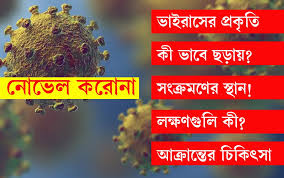 নোভেল করোনা
ভাইরাসের প্রকৃতি
কী ভাবে ছড়ায়?
সংক্রমণের স্থান!
লক্ষণগুলি কী?
আক্রান্তের চিকিৎসা